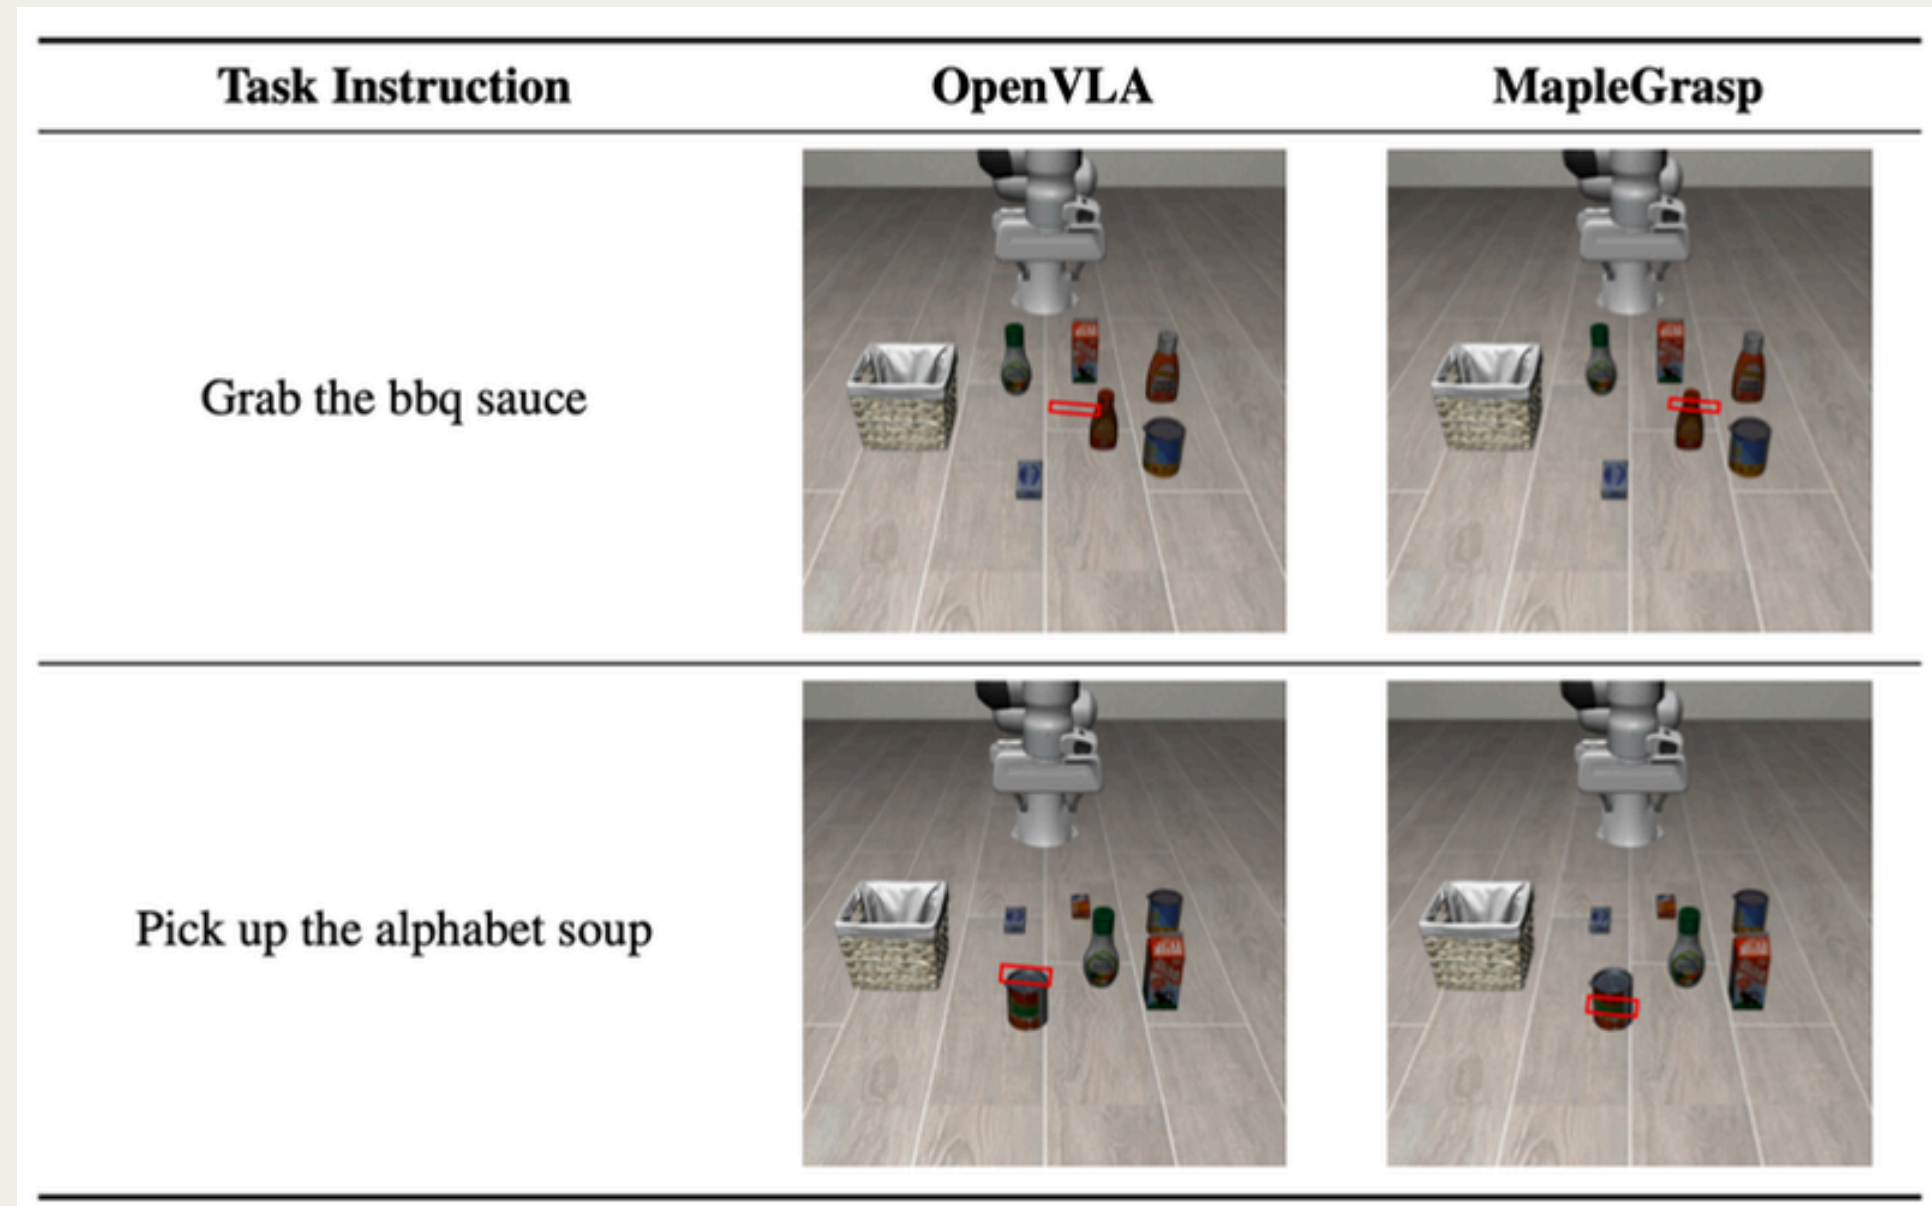 Task Instruction OpenVLA MapleGrasp
Grab the bbq sauce
Pick up the alphabet soup